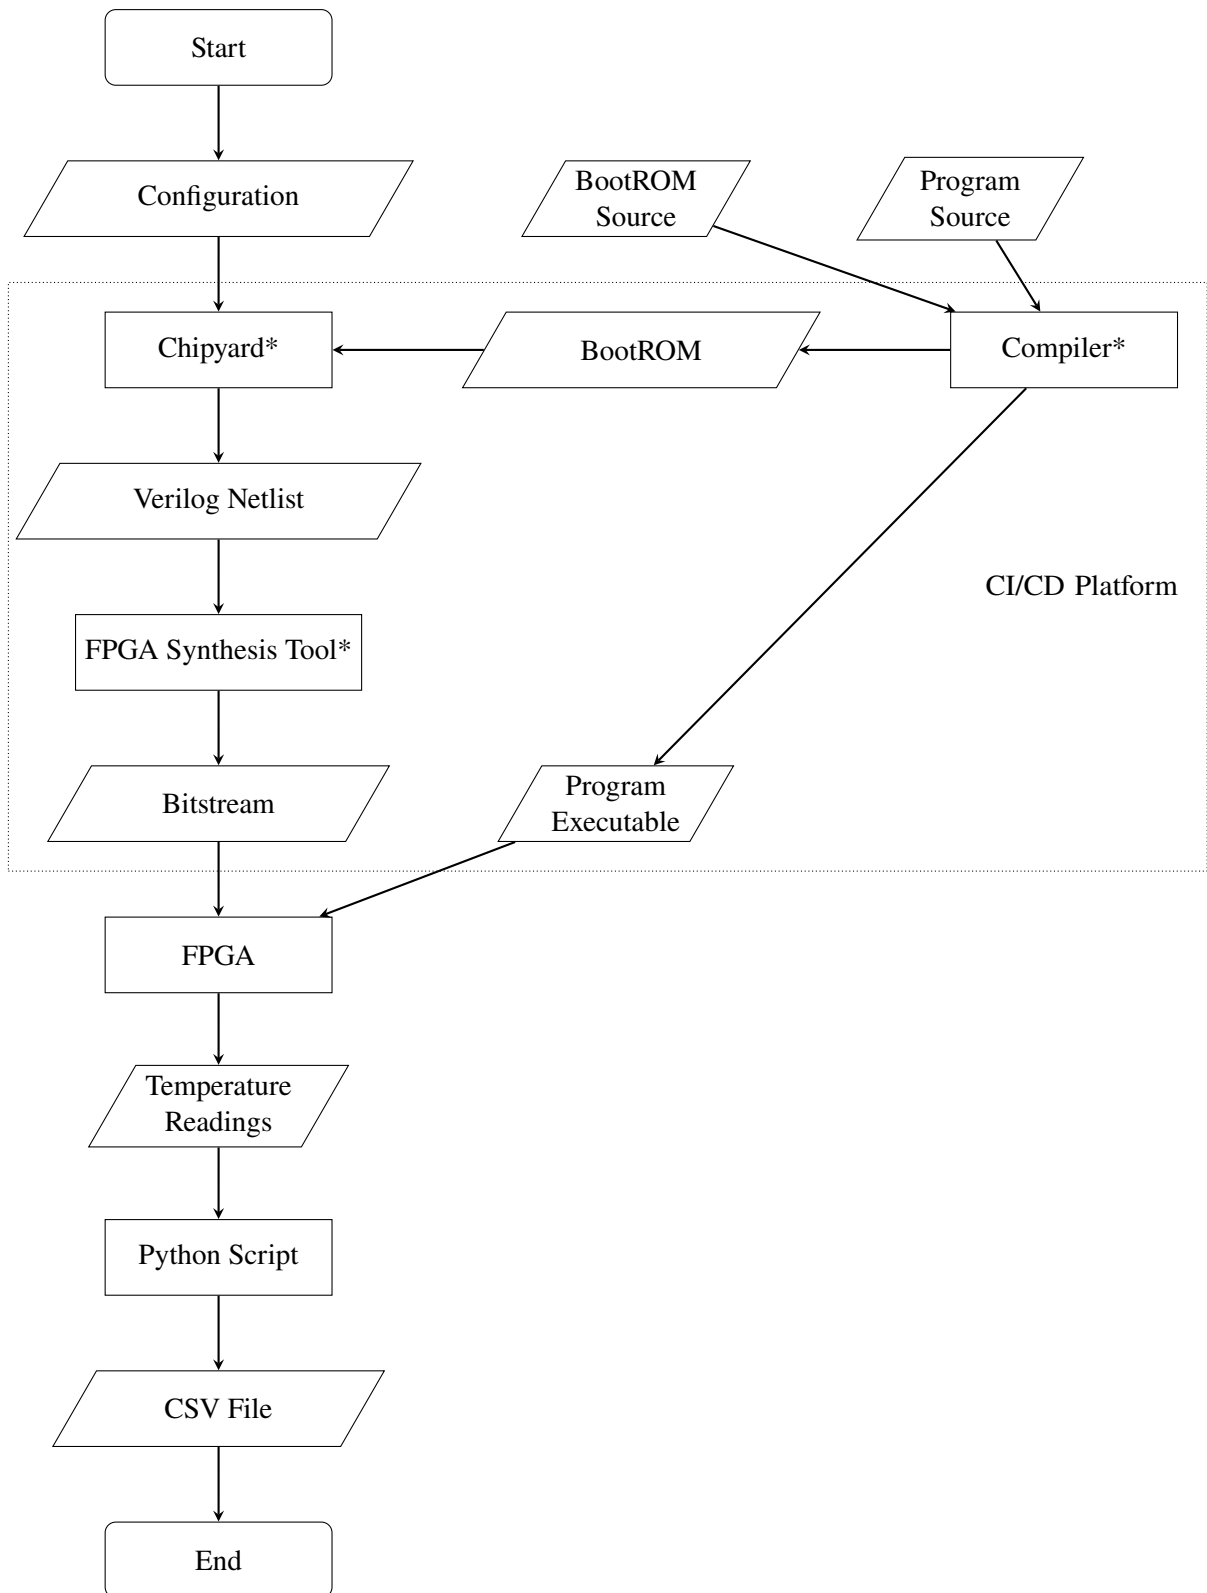 Start
Configuration
BootROM
Source
Program
Source
Chipyard*
BootROM
Compiler*
Verilog Netlist
CI/CD Platform
FPGA Synthesis Tool*
Bitstream
Program
Executable
FPGA
Temperature
Readings
Python Script
CSV File
End